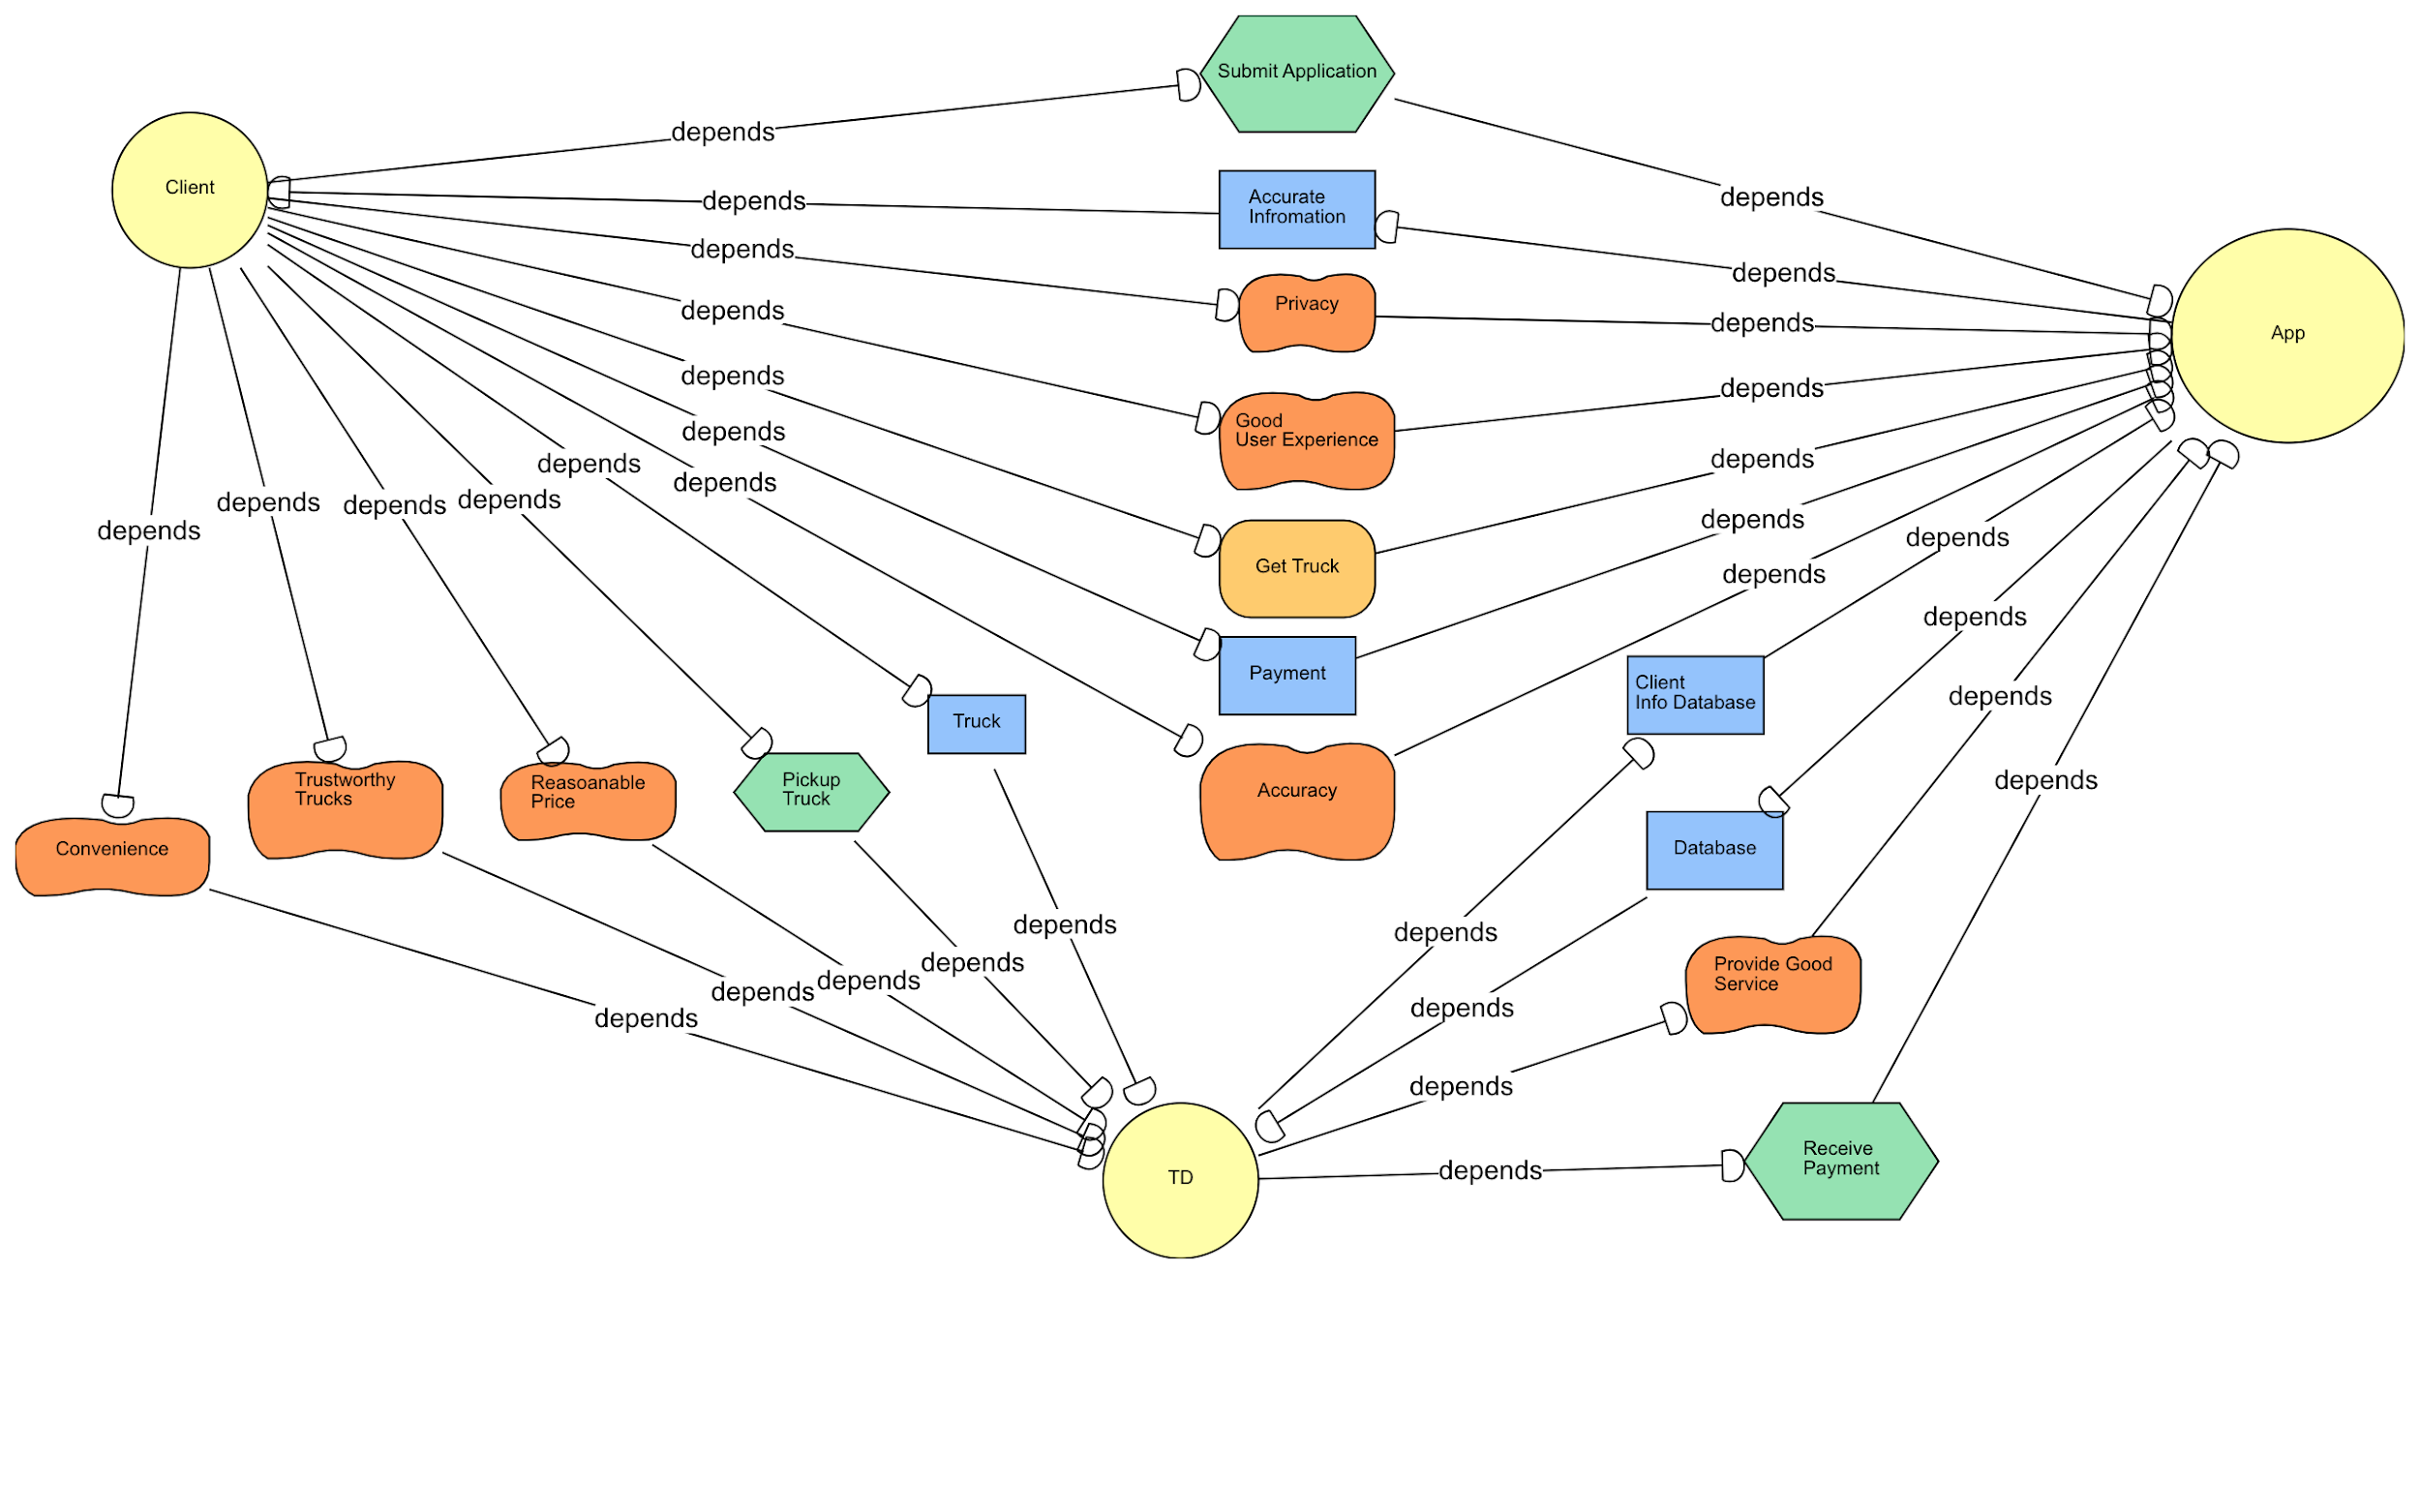 Submit Application
depends
Client
Accurate
Infromation
depends
depends
depends
depends
Privacy
depends
depends
App
depends
Good
User Experience
depends
depends
depends
depends
depends
Get Truck
depends
depends
depends
depends
depends
depends
depends
depends
depends
depends
Payment
Client
Info Database
depends
Truck
Trustworthy
Trucks
Reasoanable
Price
Pickup
Truck
Accuracy
depends
Convenience
Database
depends
depends
depends
depends
depends
Provide Good
Service
depends
depends
depends
Receive
Payment
depends
TD